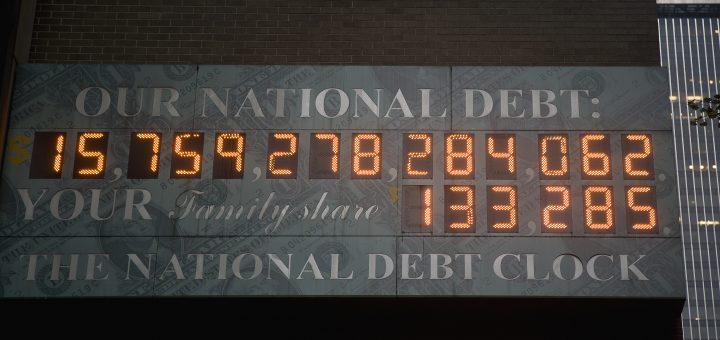 OUR NATIONAL DEBT:
$15,759,278,284,062
YOUR Family share $133,285
THE NATIONAL DEBT CLOCK